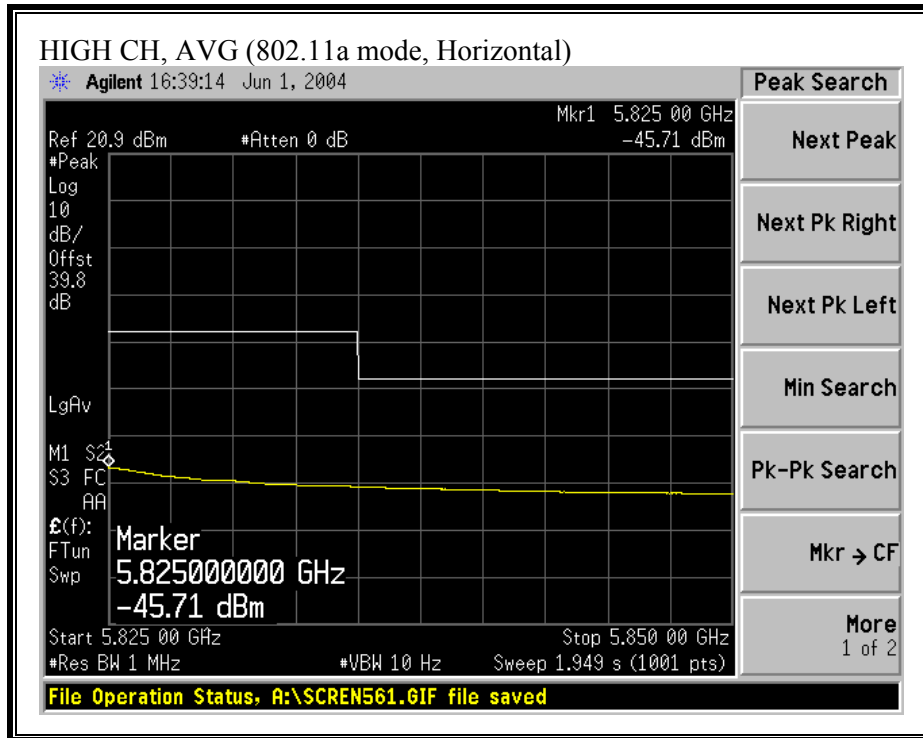 HIGH CH, AVG (802.11a mode, Horizontal)
Agilent 16:39:14 Jun 1, 2004
Peak Search
Mkr1 5.825 00 GHz
Ref 20.9 dBm #Atten 0 dB -45.71 dBm
Next Peak
#Peak
Log
10
dB/
Offst
39.8
dB
Next Pk Right
Next Pk Left
Min Search
LgAv
1
M1 S2
S3 FC
AA
Pk-Pk Search
£(f):
FTun
Swp
Marker
5.825000000 GHz
-45.71 dBm
Mkr → CF
Start 5.825 00 GHz Stop 5.850 00 GHz
#Res BW 1 MHz #VBW 10 Hz Sweep 1.949 s (1001 pts)
More
1 of 2
File Operation Status, A:\SCREN561.GIF file saved